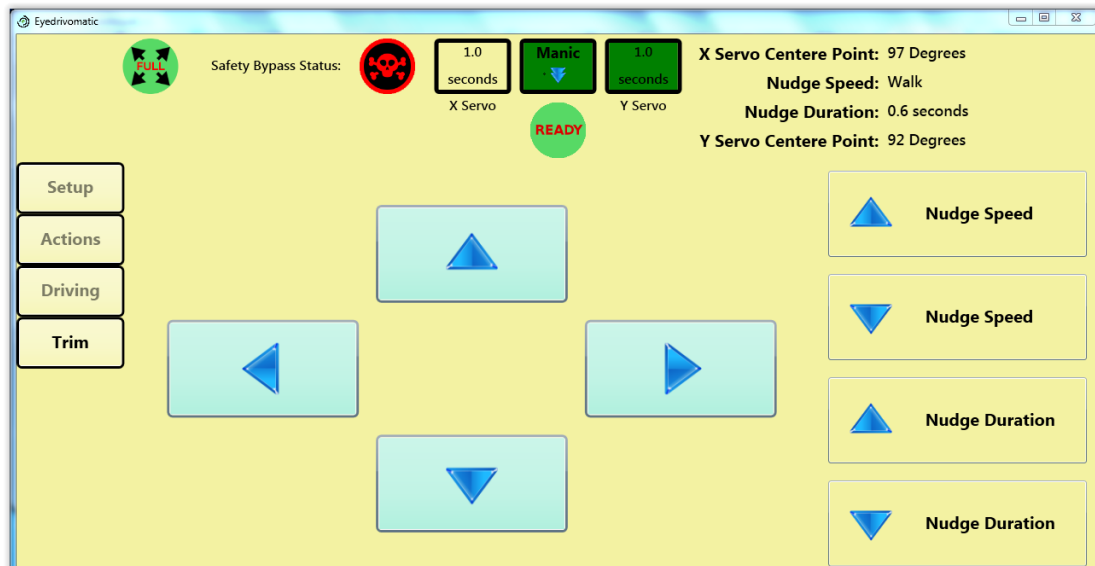 Eyedrivomatic
FULL
Safety Bypass Status:
1.0
seconds
X Servo
Manic
READY
1.0
seconds
Y Servo
X Servo Centere Point: 97 Degrees
Nudge Speed: Walk
Nudge Duration: 0.6 seconds
Y Servo Centere Point: 92 Degrees
Setup
Actions
Driving
Trim
Nudge Speed
Nudge Speed
Nudge Duration
Nudge Duration